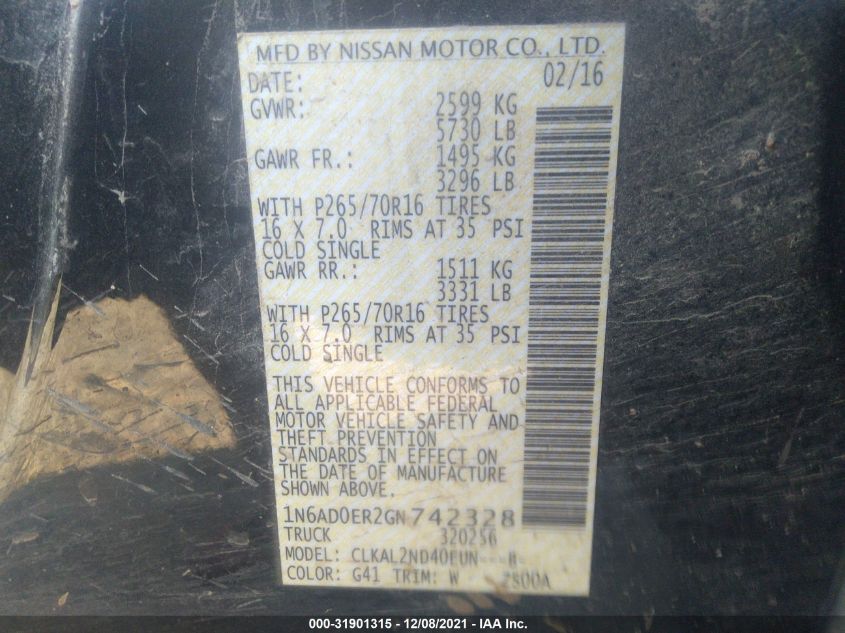 MFD BY NISSAN MOTOR CO., LTD.
DATE: 02/16
GVWR: 2599 KG
5730 LB
GAWR FR.: 1495 KG
3296 LB
WITH P265/70R16 TIRES
16 X 7.0 RIMS AT 35 PSI
COLD SINGLE
GAWR RR.: 1511 KG
3331 LB
WITH P265/70R16 TIRES
16 X 7.0 RIMS AT 35 PSI
COLD SINGLE
THIS VEHICLE CONFORMS TO
ALL APPLICABLE FEDERAL
MOTOR VEHICLE SAFETY AND
THEFT PREVENTION
STANDARDS IN EFFECT ON
THE DATE OF MANUFACTURE
SHOWN ABOVE.
1N6AD0ER2GN742328
TRUCK 320256
MODEL: CLKAL2ND40EUN---H-
COLOR: G41 TRIM: W 2800A
000-31901315 - 12/08/2021 - IAA Inc.